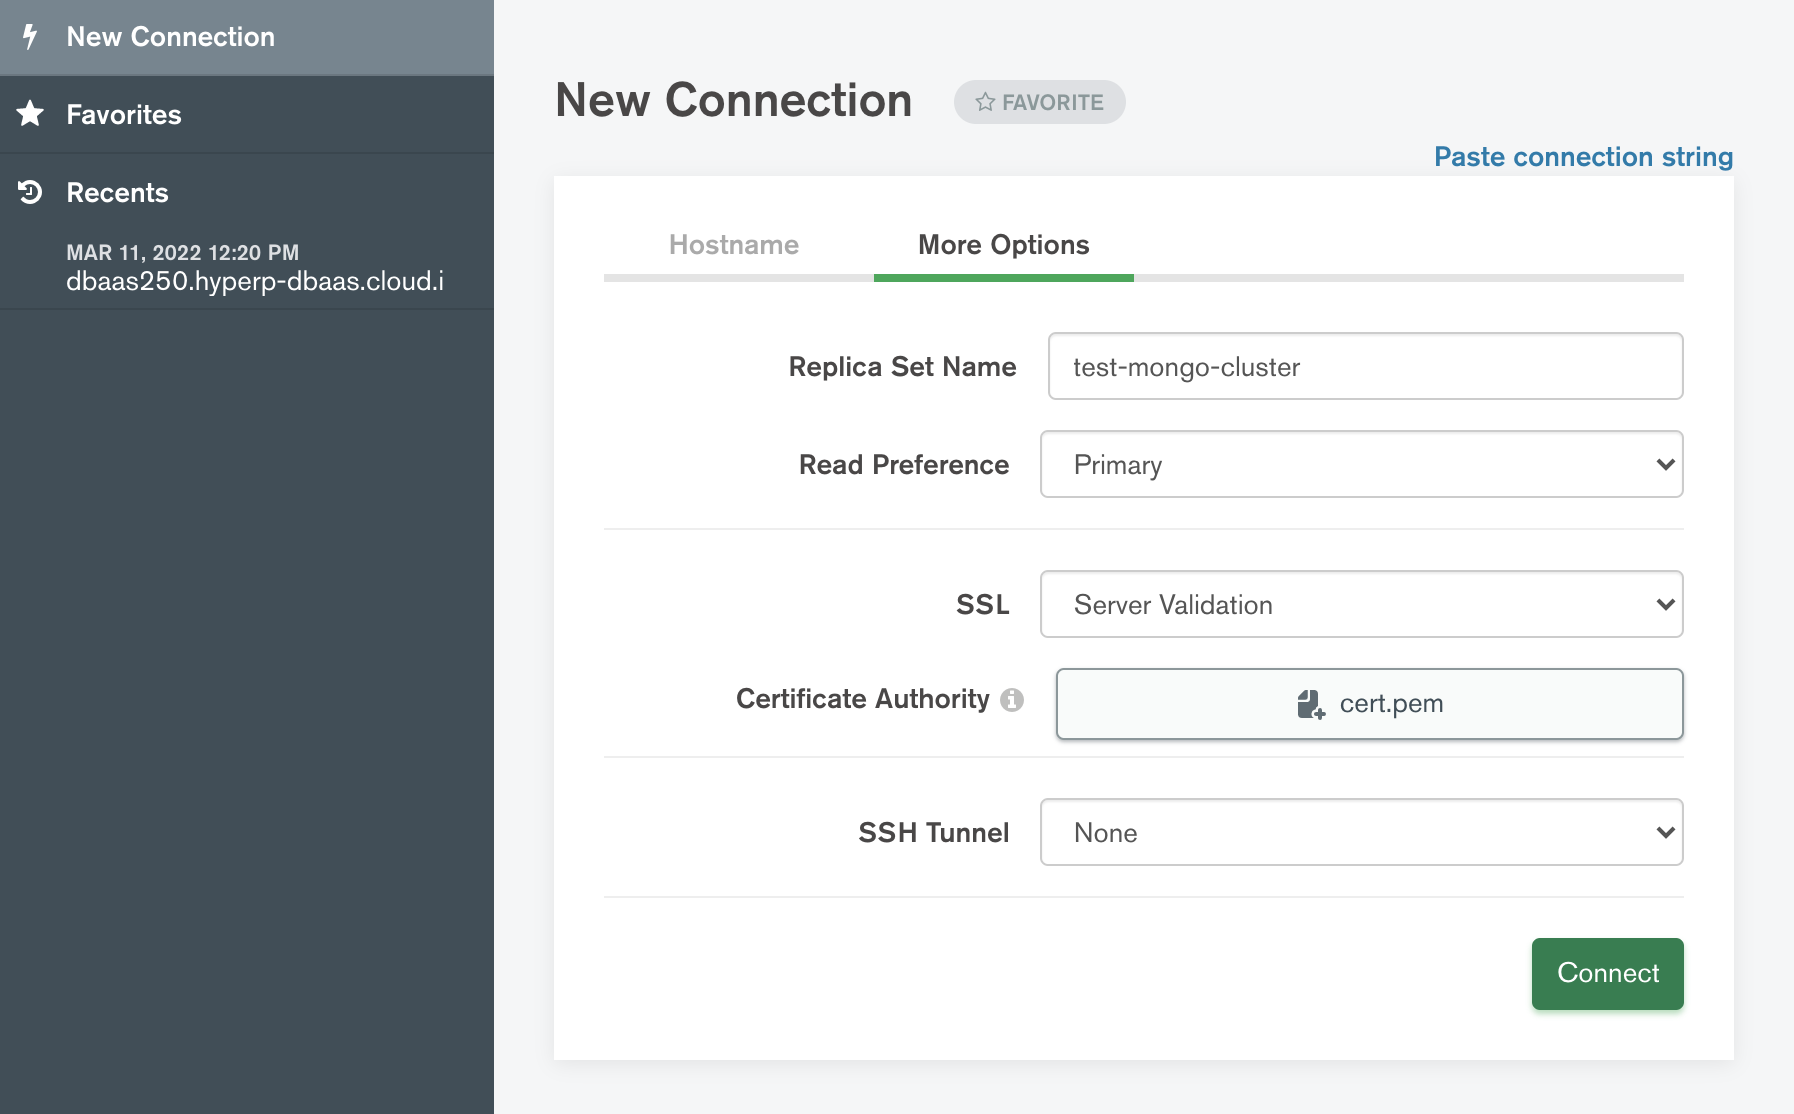 New Connection
Favorites
Recents
MAR 11, 2022 12:20 PM
dbaas250.hyperp-dbaas.cloud.i
New Connection
FAVORITE
Paste connection string
Hostname
More Options
Replica Set Name
test-mongo-cluster
Read Preference
Primary
SSL
Server Validation
Certificate Authority
cert.pem
SSH Tunnel
None
Connect